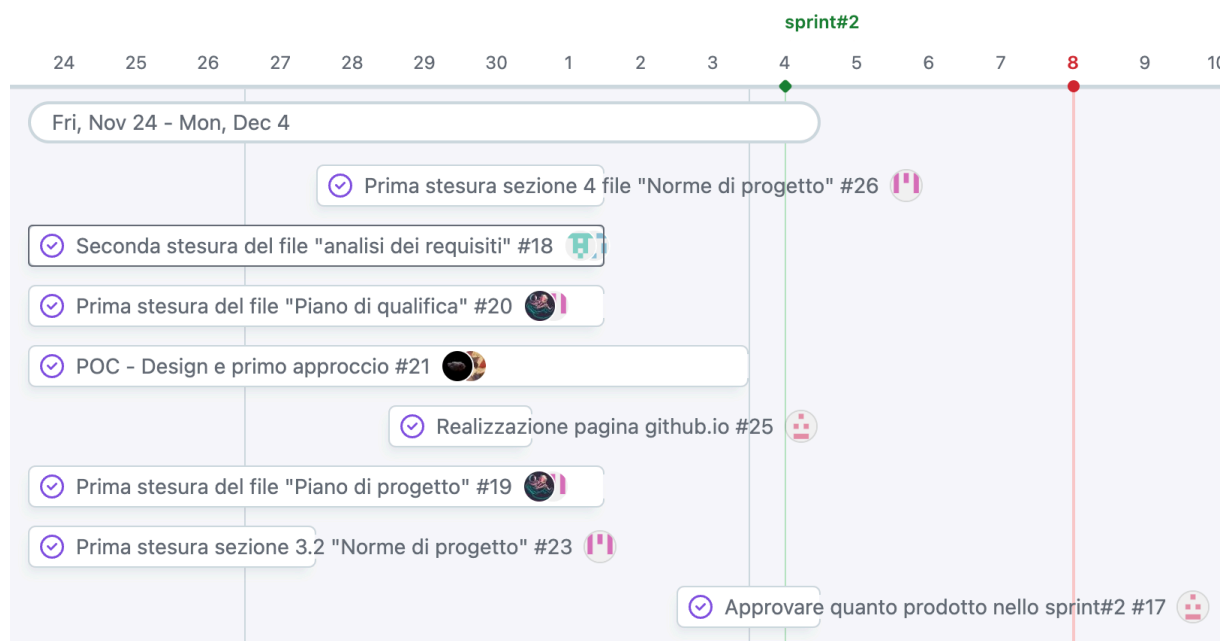 sprint#2
24 25 26 27 28 29 30 1 2 3 4 5 6 7 8 9 10
Fri, Nov 24 - Mon, Dec 4
Prima stesura sezione 4 file "Norme di progetto" #26
Seconda stesura del file "analisi dei requisiti" #18
Prima stesura del file "Piano di qualifica" #20
POC - Design e primo approccio #21
Realizzazione pagina github.io #25
Prima stesura del file "Piano di progetto" #19
Prima stesura sezione 3.2 "Norme di progetto" #23
Approvare quanto prodotto nello sprint#2 #17